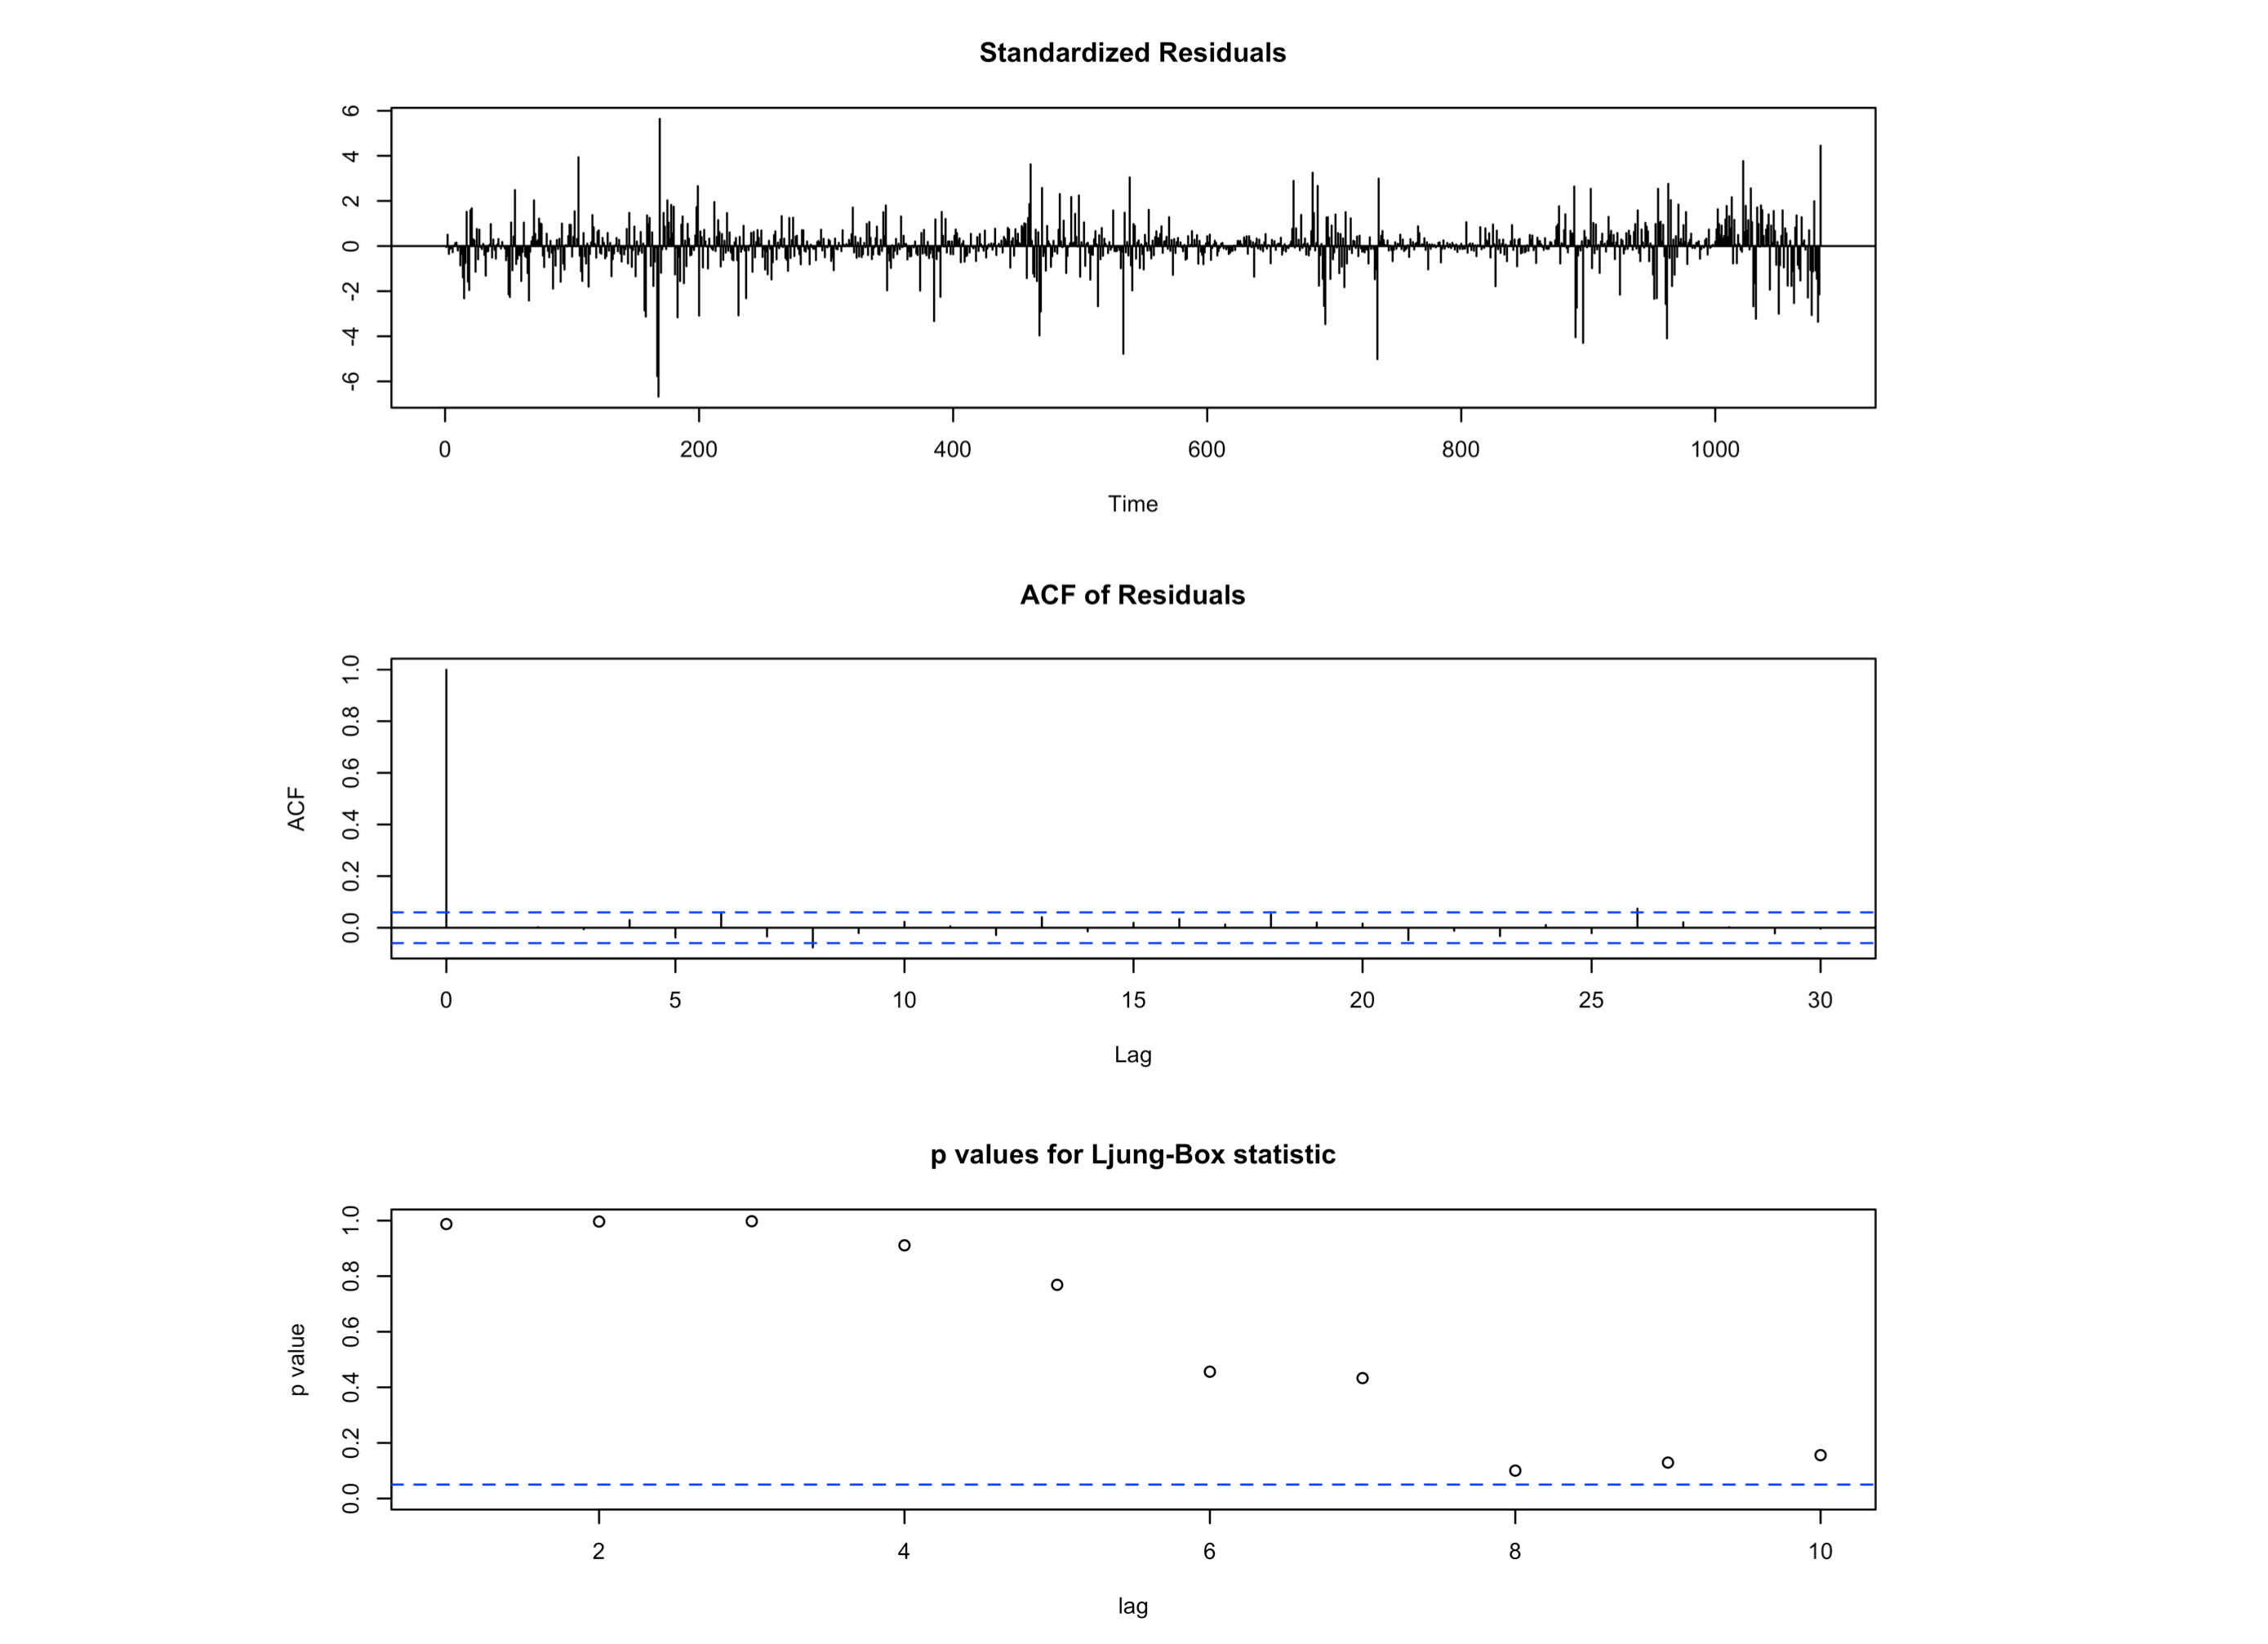 Standardized Residuals
6
4
2
0
-2
-4
-6
0 200 400 600 800 1000
Time
ACF of Residuals
ACF
1.0
0.8
0.6
0.4
0.2
0.0
0 5 10 15 20 25 30
Lag
p values for Ljung-Box statistic
p value
1.0
0.8
0.6
0.4
0.2
0.0
2 4 6 8 10
lag